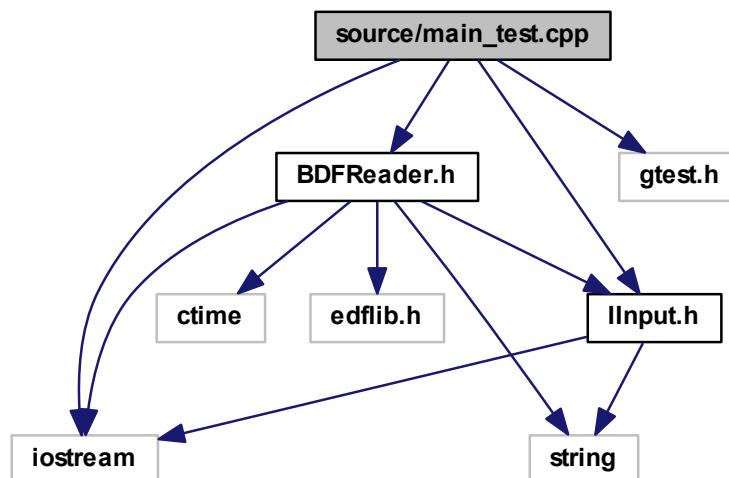 source/main_test.cpp
BDFReader.h
gtest.h
ctime
edflib.h
IInput.h
iostream
string